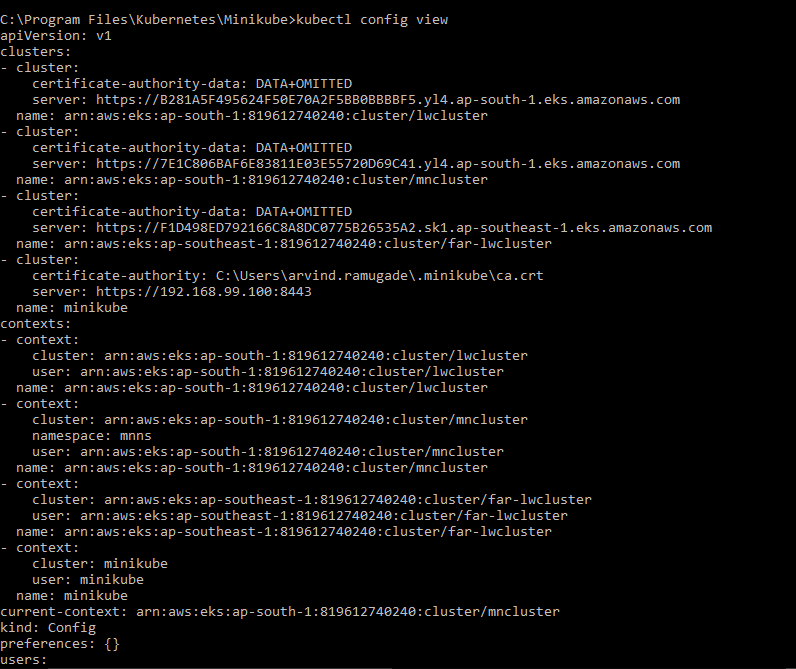 C:\Program Files\Kubernetes\Minikube>kubectl config view
apiVersion: v1
clusters:
- cluster:
    certificate-authority-data: DATA+OMITTED
    server: https://B281A5F495624F50E70A2F5BB0BBBBF5.yl4.ap-south-1.eks.amazonaws.com
  name: arn:aws:eks:ap-south-1:819612740240:cluster/lwcluster
- cluster:
    certificate-authority-data: DATA+OMITTED
    server: https://7E1C806BAF6E83811E03E55720D69C41.yl4.ap-south-1.eks.amazonaws.com
  name: arn:aws:eks:ap-south-1:819612740240:cluster/mncluster
- cluster:
    certificate-authority-data: DATA+OMITTED
    server: https://F1D498ED792166C8A8DC0775B26535A2.sk1.ap-southeast-1.eks.amazonaws.com
  name: arn:aws:eks:ap-southeast-1:819612740240:cluster/far-lwcluster
- cluster:
    certificate-authority: C:\Users\arvind.ramugade\.minikube\ca.crt
    server: https://192.168.99.100:8443
  name: minikube
contexts:
- context:
    cluster: arn:aws:eks:ap-south-1:819612740240:cluster/lwcluster
    user: arn:aws:eks:ap-south-1:819612740240:cluster/lwcluster
  name: arn:aws:eks:ap-south-1:819612740240:cluster/lwcluster
- context:
    cluster: arn:aws:eks:ap-south-1:819612740240:cluster/mncluster
    namespace: mnns
    user: arn:aws:eks:ap-south-1:819612740240:cluster/mncluster
  name: arn:aws:eks:ap-south-1:819612740240:cluster/mncluster
- context:
    cluster: arn:aws:eks:ap-southeast-1:819612740240:cluster/far-lwcluster
    user: arn:aws:eks:ap-southeast-1:819612740240:cluster/far-lwcluster
  name: arn:aws:eks:ap-southeast-1:819612740240:cluster/far-lwcluster
- context:
    cluster: minikube
    user: minikube
  name: minikube
current-context: arn:aws:eks:ap-south-1:819612740240:cluster/mncluster
kind: Config
preferences: {}
users: